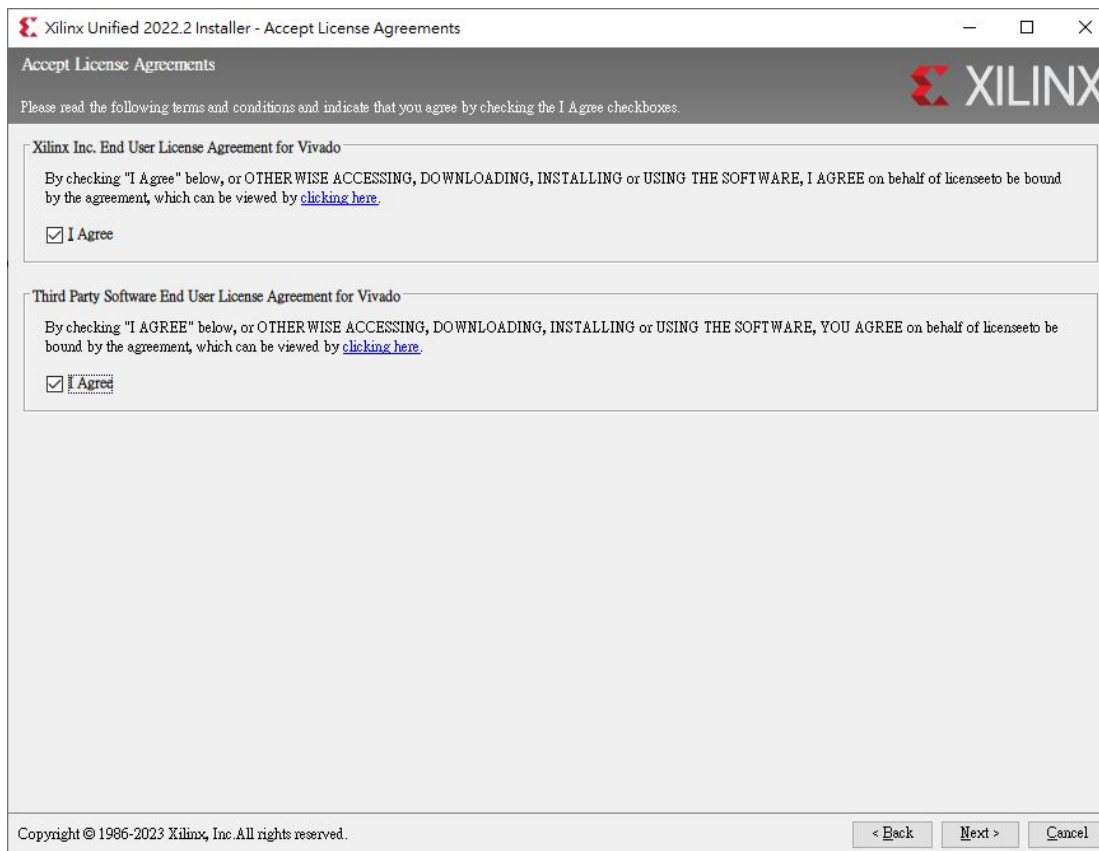 Xilinx Unified 2022.2 Installer - Accept License Agreements
Accept License Agreements
XILINX
Please read the following terms and conditions and indicate that you agree by checking the I Agree checkboxes.
Xilinx Inc. End User License Agreement for Vivado
By checking "I Agree" below, or OTHERWISE ACCESSING, DOWNLOADING, INSTALLING or USING THE SOFTWARE, I AGREE on behalf of licenseeto be bound
by the agreement, which can be viewed by clicking here.
I Agree
Third Party Software End User License Agreement for Vivado
By checking "I AGREE" below, or OTHERWISE ACCESSING, DOWNLOADING, INSTALLING or USING THE SOFTWARE, YOU AGREE on behalf of licenseeto be
bound by the agreement, which can be viewed by clicking here.
I Agree
Copyright © 1986-2023 Xilinx, Inc.All rights reserved.
< Back Next > Cancel